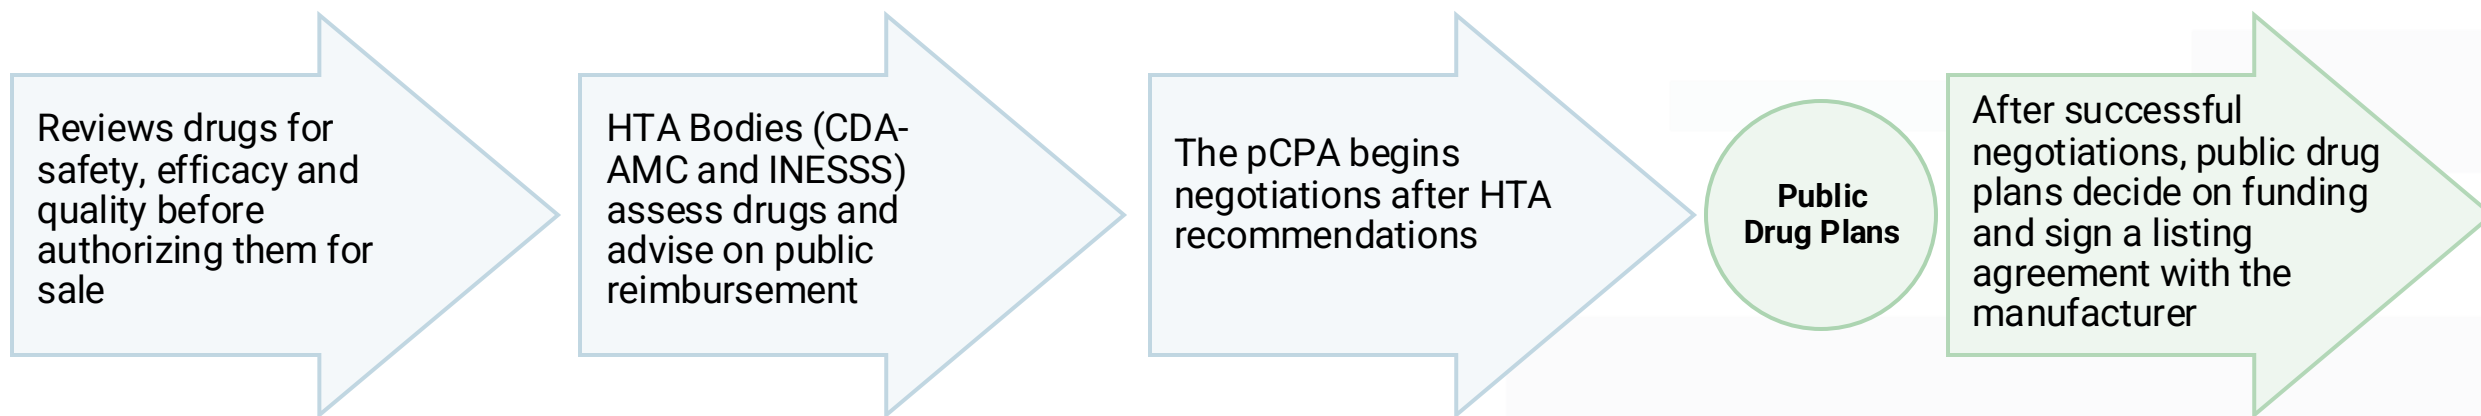 Reviews drugs for
safety, efficacy and
quality before
authorizing them for
sale
HTA Bodies (CDA-
AMC and INESSS)
assess drugs and
advise on public
reimbursement
The pCPA begins
negotiations after HTA
recommendations
Public
Drug Plans
After successful
negotiations, public drug
plans decide on funding
and sign a listing
agreement with the
manufacturer